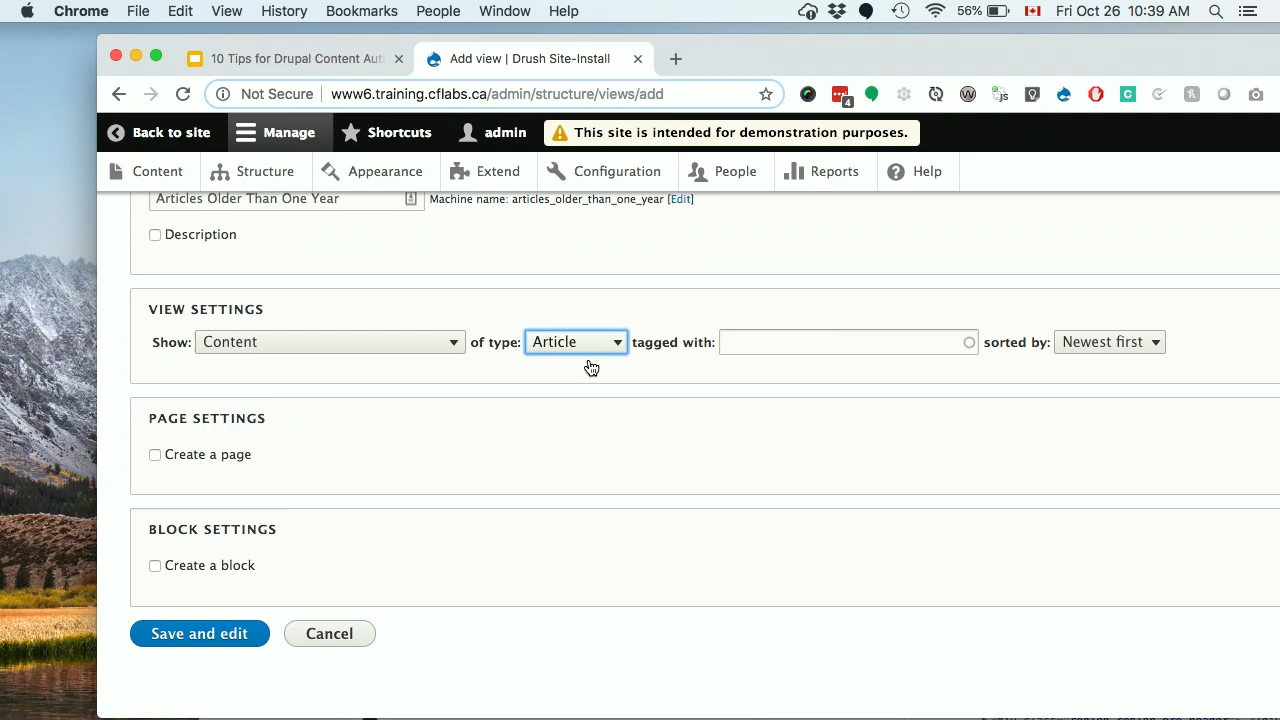 Chrome File Edit View History Bookmarks People Window Help 56% Fri Oct 26 10:39 AM
10 Tips for Drupal Content Aut Add view | Drush Site-Install
Not Secure www6.training.cflabs.ca/admin/structure/views/add 4
Back to site Manage Shortcuts admin This site is intended for demonstration purposes.
Content Structure Appearance Extend Configuration People Reports Help
Articles Older Than One Year Machine name: articles_older_than_one_year [Edit]
Description
VIEW SETTINGS
Show: Content of type: Article tagged with: sorted by: Newest first
PAGE SETTINGS
Create a page
BLOCK SETTINGS
Create a block
Save and edit Cancel